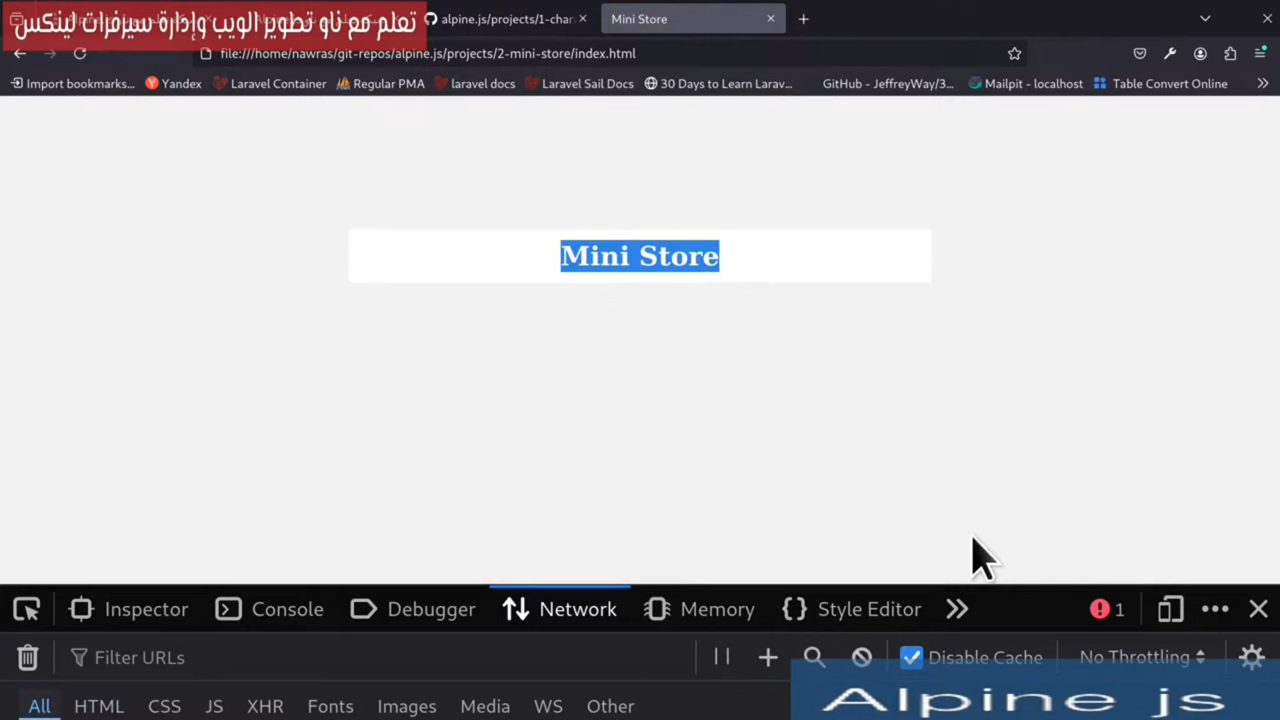 تعلم مع ناو تطوير الويب وإدارة سيرفرات لينكس
alpine.js/projects/1-char
Mini Store
file:///home/nawras/git-repos/alpine.js/projects/2-mini-store/index.html
Import bookmarks...
Yandex
Laravel Container
Regular PMA
laravel docs
Laravel Sail Docs
30 Days to Learn Larav...
GitHub - JeffreyWay/3...
Mailpit - localhost
Table Convert Online
Mini Store
Inspector
Console
Debugger
Network
Memory
Style Editor
1
Filter URLs
Disable Cache
No Throttling
All
HTML
CSS
JS
XHR
Fonts
Images
Media
WS
Other
Alpine js